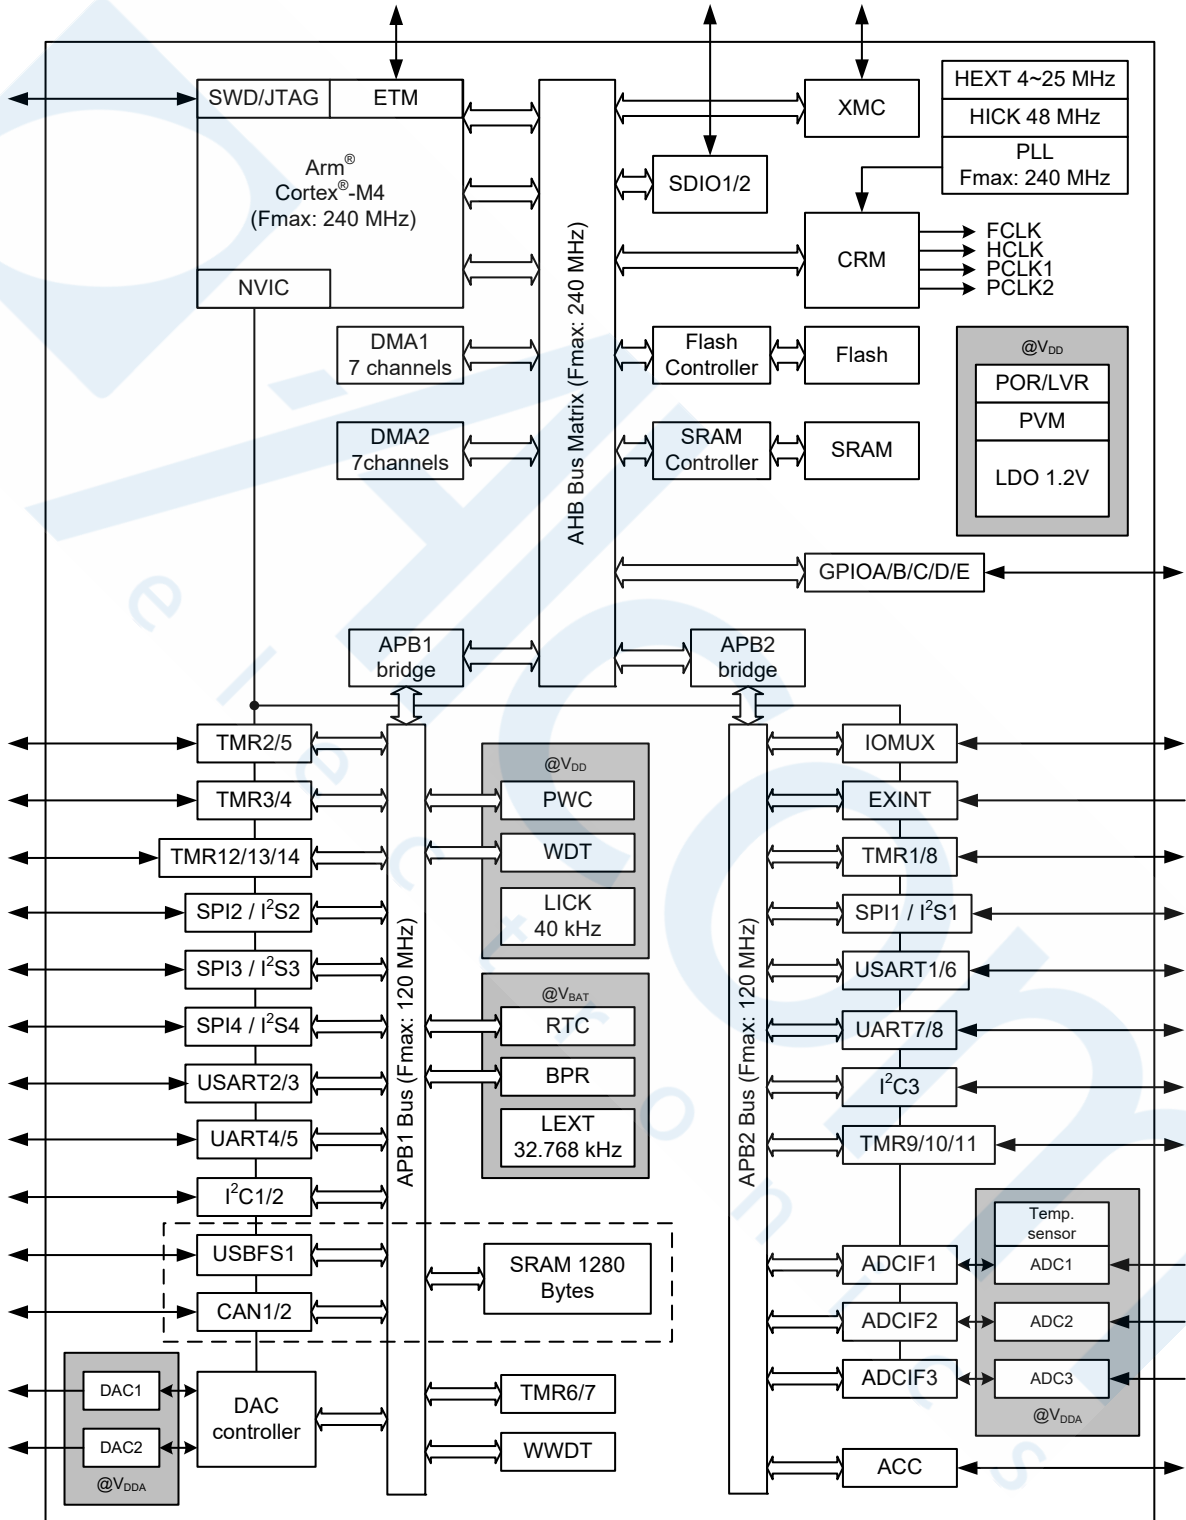 SWD/JTAG
ETM
Arm®
Cortex®-M4
(Fmax: 240 MHz)
NVIC
DMA1
7 channels
DMA2
7channels
AHB Bus Matrix (Fmax: 240 MHz)
XMC
SDIO1/2
HEXT 4~25 MHz
HICK 48 MHz
PLL
Fmax: 240 MHz
CRM
FCLK
HCLK
PCLK1
PCLK2
Flash
Controller
Flash
SRAM
Controller
SRAM
@VDD
POR/LVR
PVM
LDO 1.2V
GPIOA/B/C/D/E
APB1
bridge
APB2
bridge
TMR2/5
TMR3/4
TMR12/13/14
SPI2 / I²S2
SPI3 / I²S3
SPI4 / I²S4
USART2/3
UART4/5
I²C1/2
USBFS1
CAN1/2
DAC1
DAC2
@VDDA
DAC
controller
APB1 Bus (Fmax: 120 MHz)
@VDD
PWC
WDT
LICK
40 kHz
@VBAT
RTC
BPR
LEXT
32.768 kHz
SRAM 1280
Bytes
TMR6/7
WWDT
APB2 Bus (Fmax: 120 MHz)
IOMUX
EXINT
TMR1/8
SPI1 / I²S1
USART1/6
UART7/8
I²C3
TMR9/10/11
ADCIF1
ADCIF2
ADCIF3
Temp.
sensor
ADC1
ADC2
ADC3
@VDDA
ACC
electronics